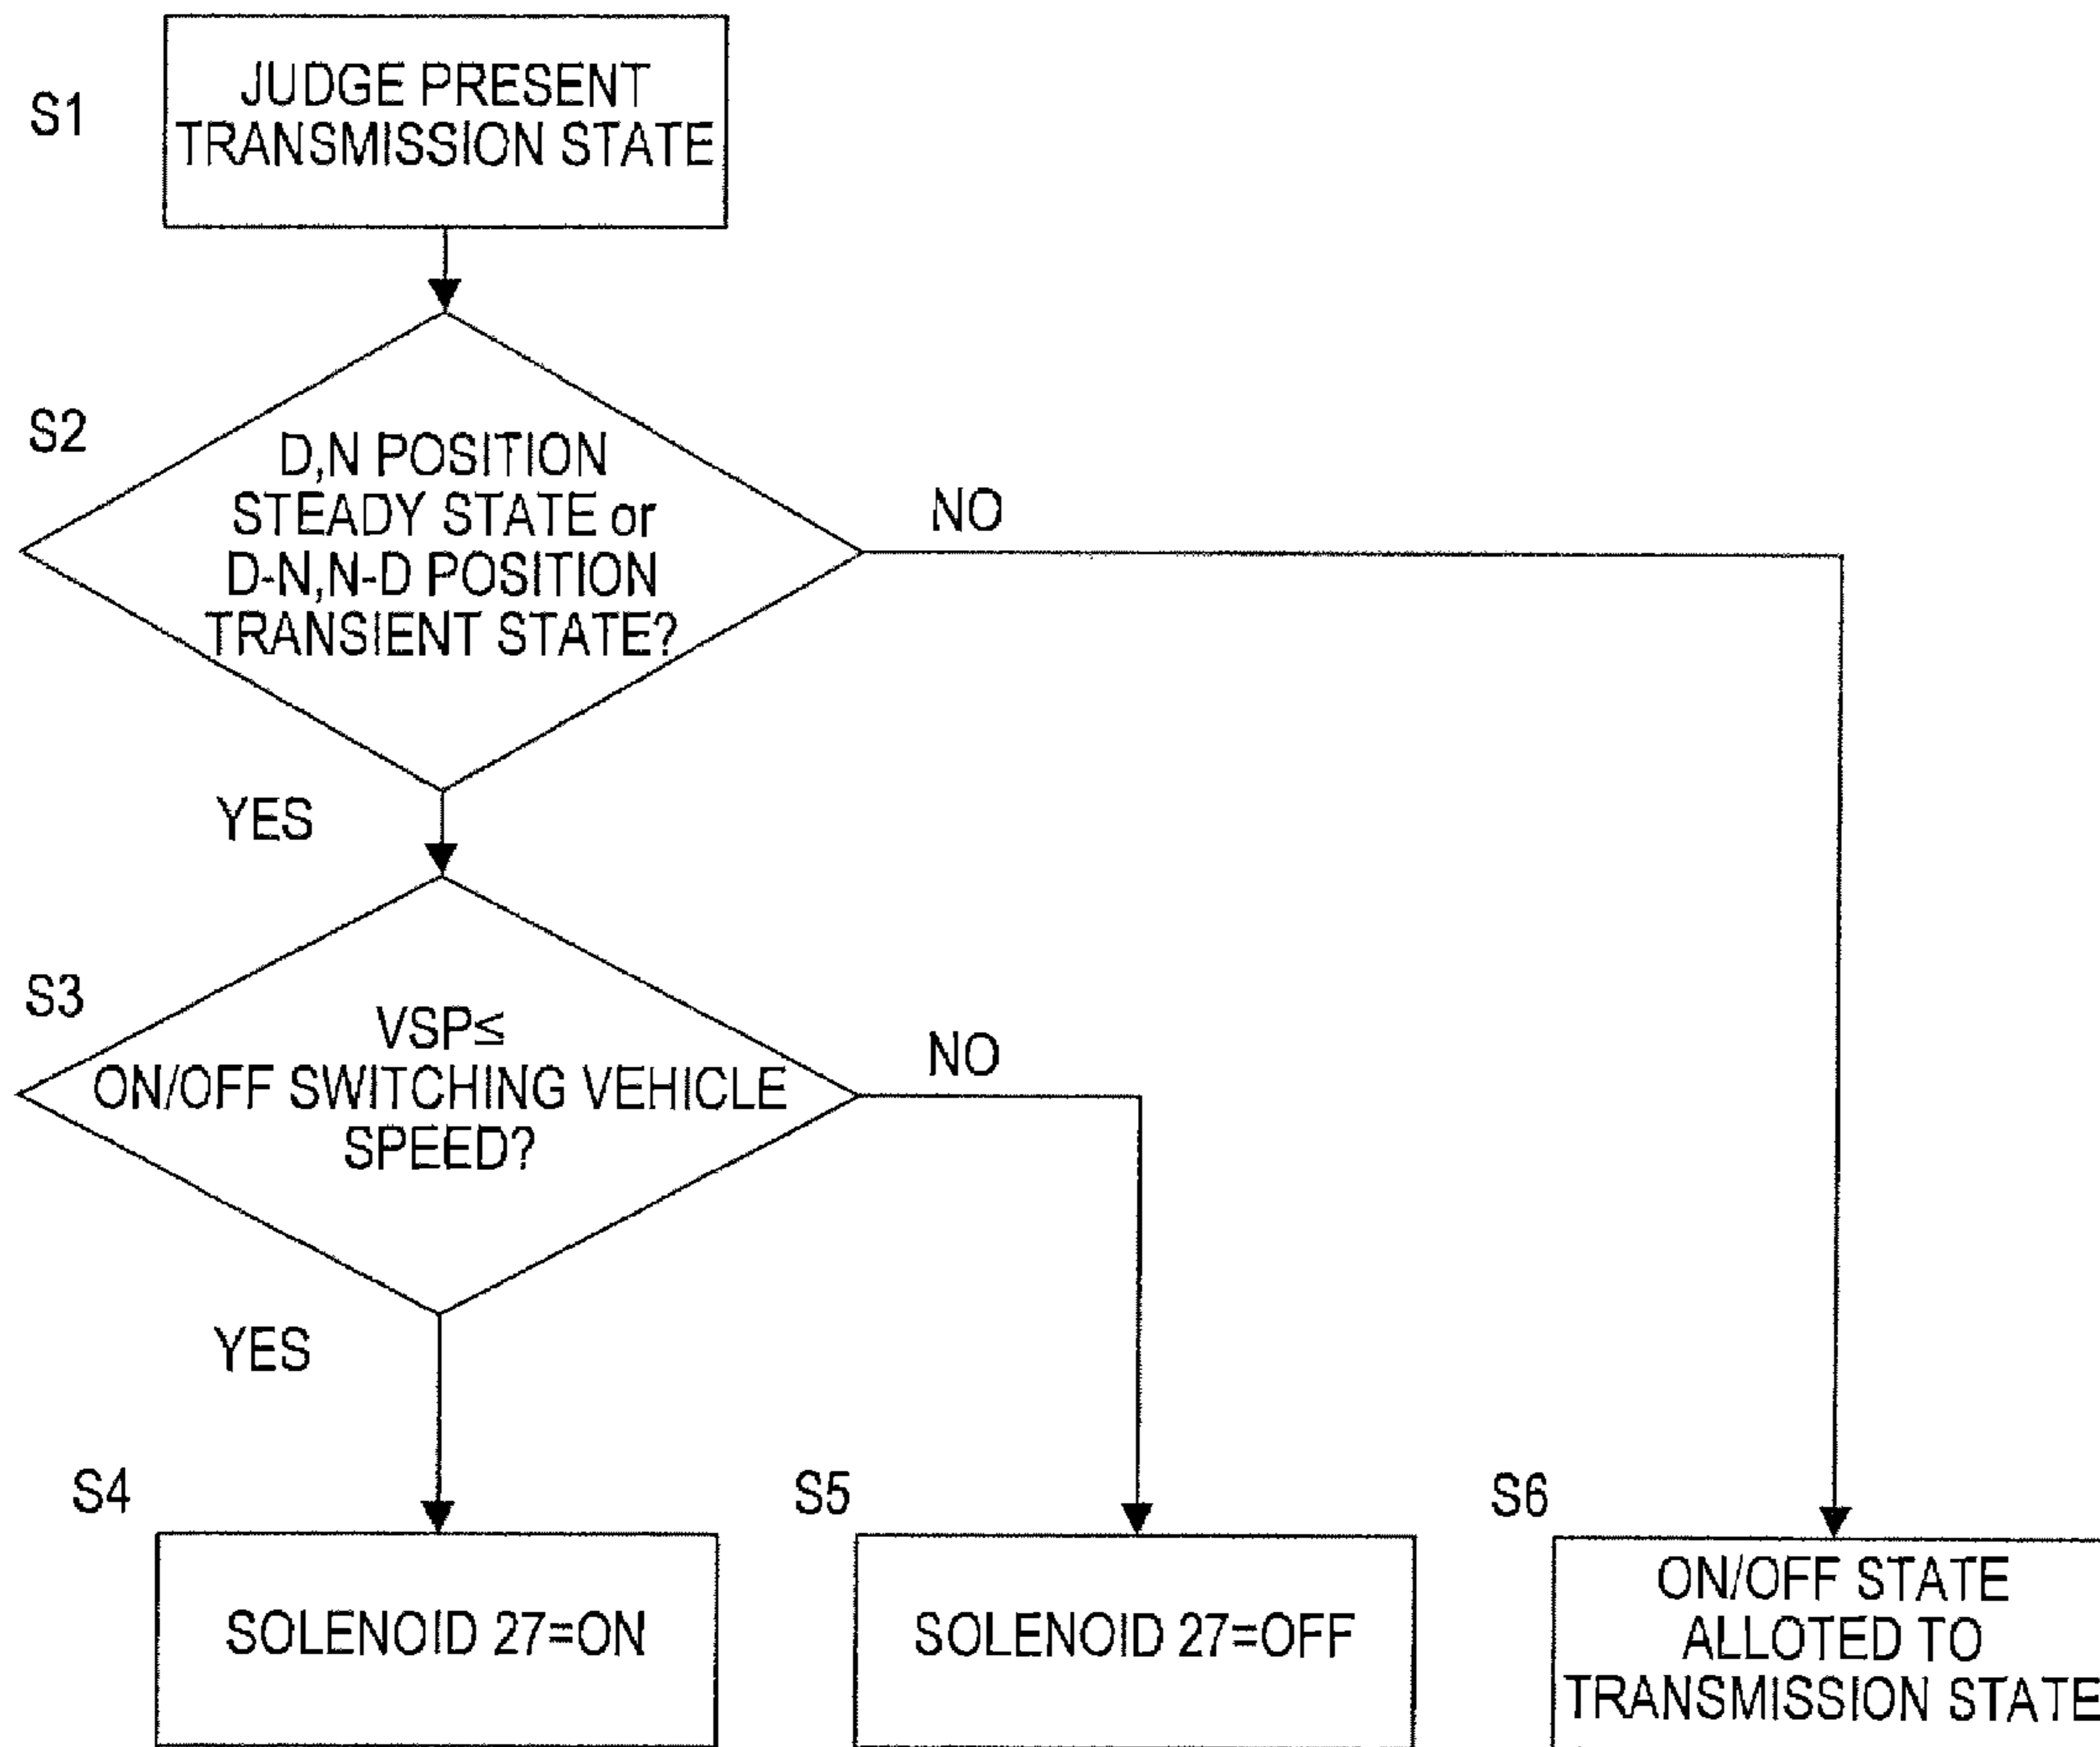 S1
JUDGE PRESENT
TRANSMISSION STATE
S2
D,N POSITION
STEADY STATE or
D-N,N-D POSITION
TRANSIENT STATE?
NO
YES
S3
VSP≤
ON/OFF SWITCHING VEHICLE
SPEED?
NO
YES
S4
SOLENOID 27=ON
S5
SOLENOID 27=OFF
S6
ON/OFF STATE
ALLOTED TO
TRANSMISSION STATE